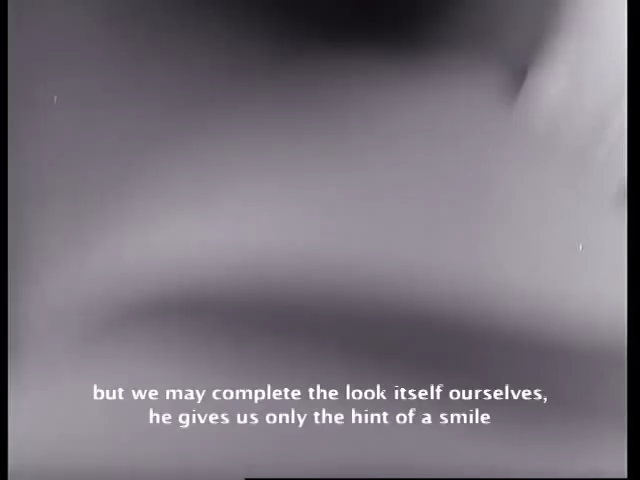 but we may complete the look itself ourselves,
he gives us only the hint of a smile